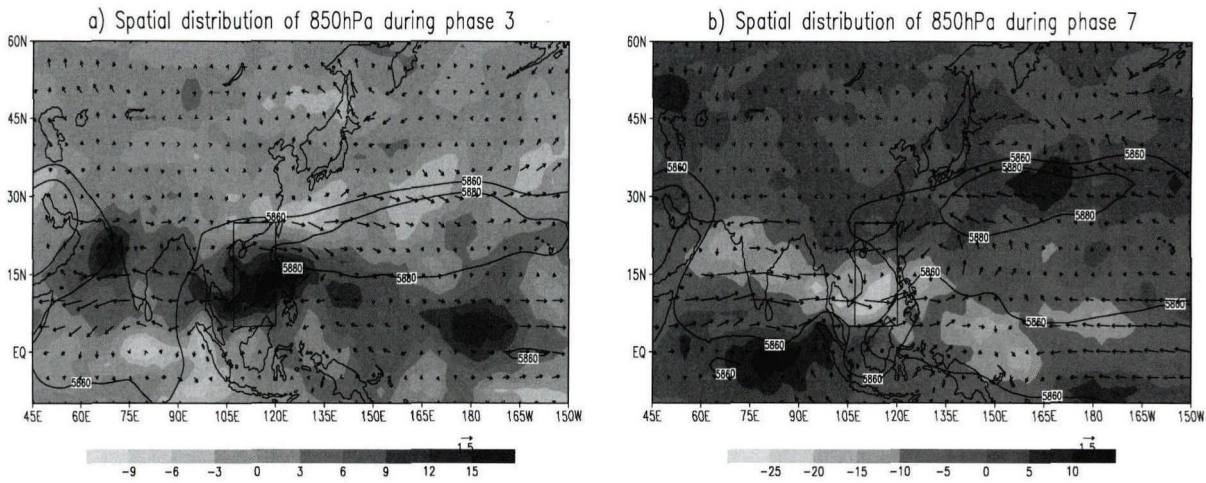 a) Spatial distribution of 850hPa during phase 3
60N
45N
30N
15N
EQ
45E 60E 75E 90E 105E 120E 135E 150E 165E 180 165W 150W
5860
5880
5860
5880
5880
5860
5860
1.5
-9 -6 -3 0 3 6 9 12 15
b) Spatial distribution of 850hPa during phase 7
60N
45N
30N
15N
EQ
45E 60E 75E 90E 105E 120E 135E 150E 165E 180 165W 150W
5860
5860
5860
5880
5860
5880
5880
5860
5860
5860
5860
5860
5860
1.5
-25 -20 -15 -10 -5 0 5 10